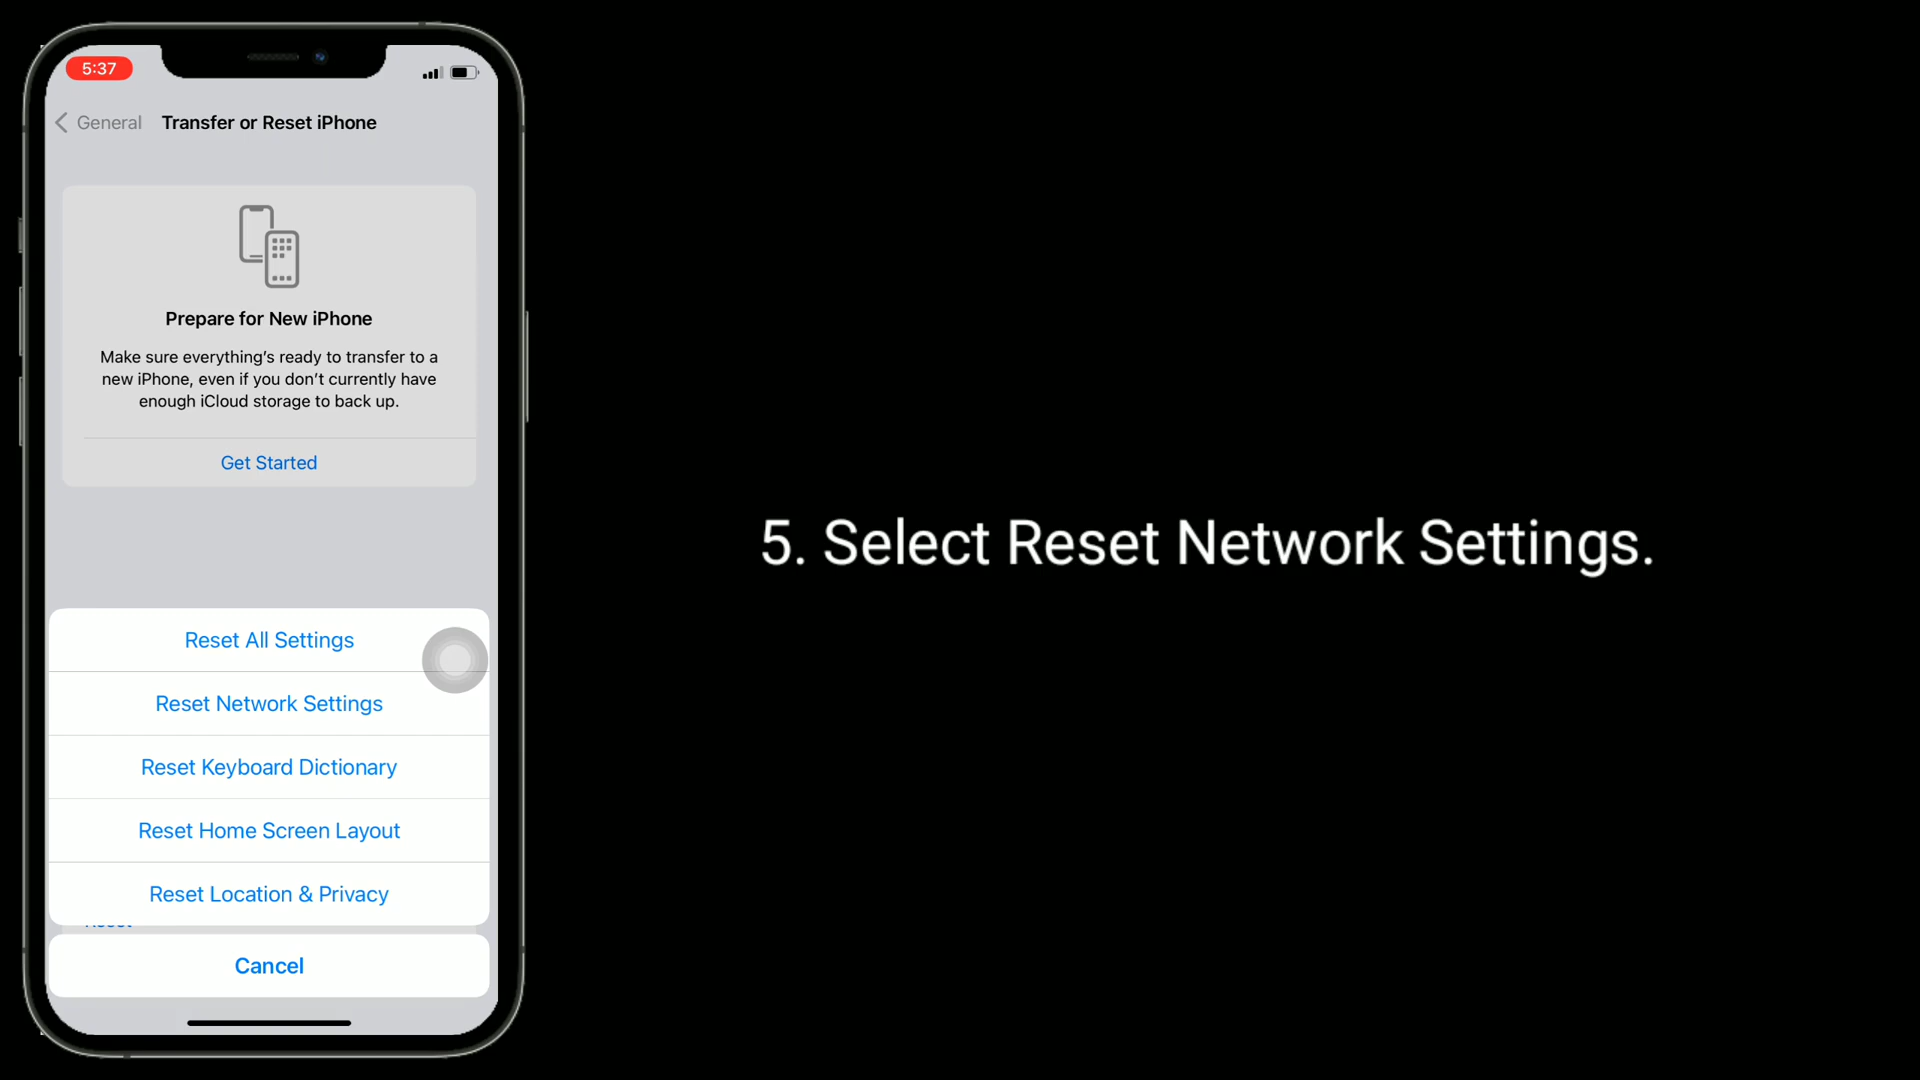 5:37
General
Transfer or Reset iPhone
Prepare for New iPhone
Make sure everything's ready to transfer to a
new iPhone, even if you don't currently have
enough iCloud storage to back up.
Get Started
Reset All Settings
Reset Network Settings
Reset Keyboard Dictionary
Reset Home Screen Layout
Reset Location & Privacy
Cancel
5. Select Reset Network Settings.